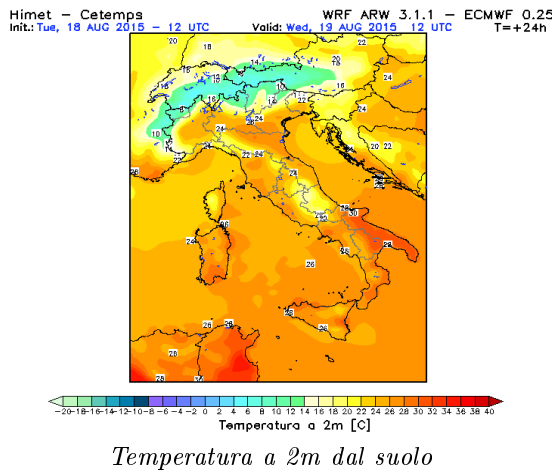 Himet – Cetemps WRF ARW 3.1.1 – ECMWF 0.25
Init.: Tue, 18 AUG 2015 – 12 UTC Valid: Wed, 19 AUG 2015 12 UTC T=+24h
-20-18-16-14-12-10 -8 -6 -4 -2 0 2 4 6 8 10 12 14 16 18 20 22 24 26 28 30 32 34 36 38 40
Temperatura a 2m [C]
Temperatura a 2m dal suolo